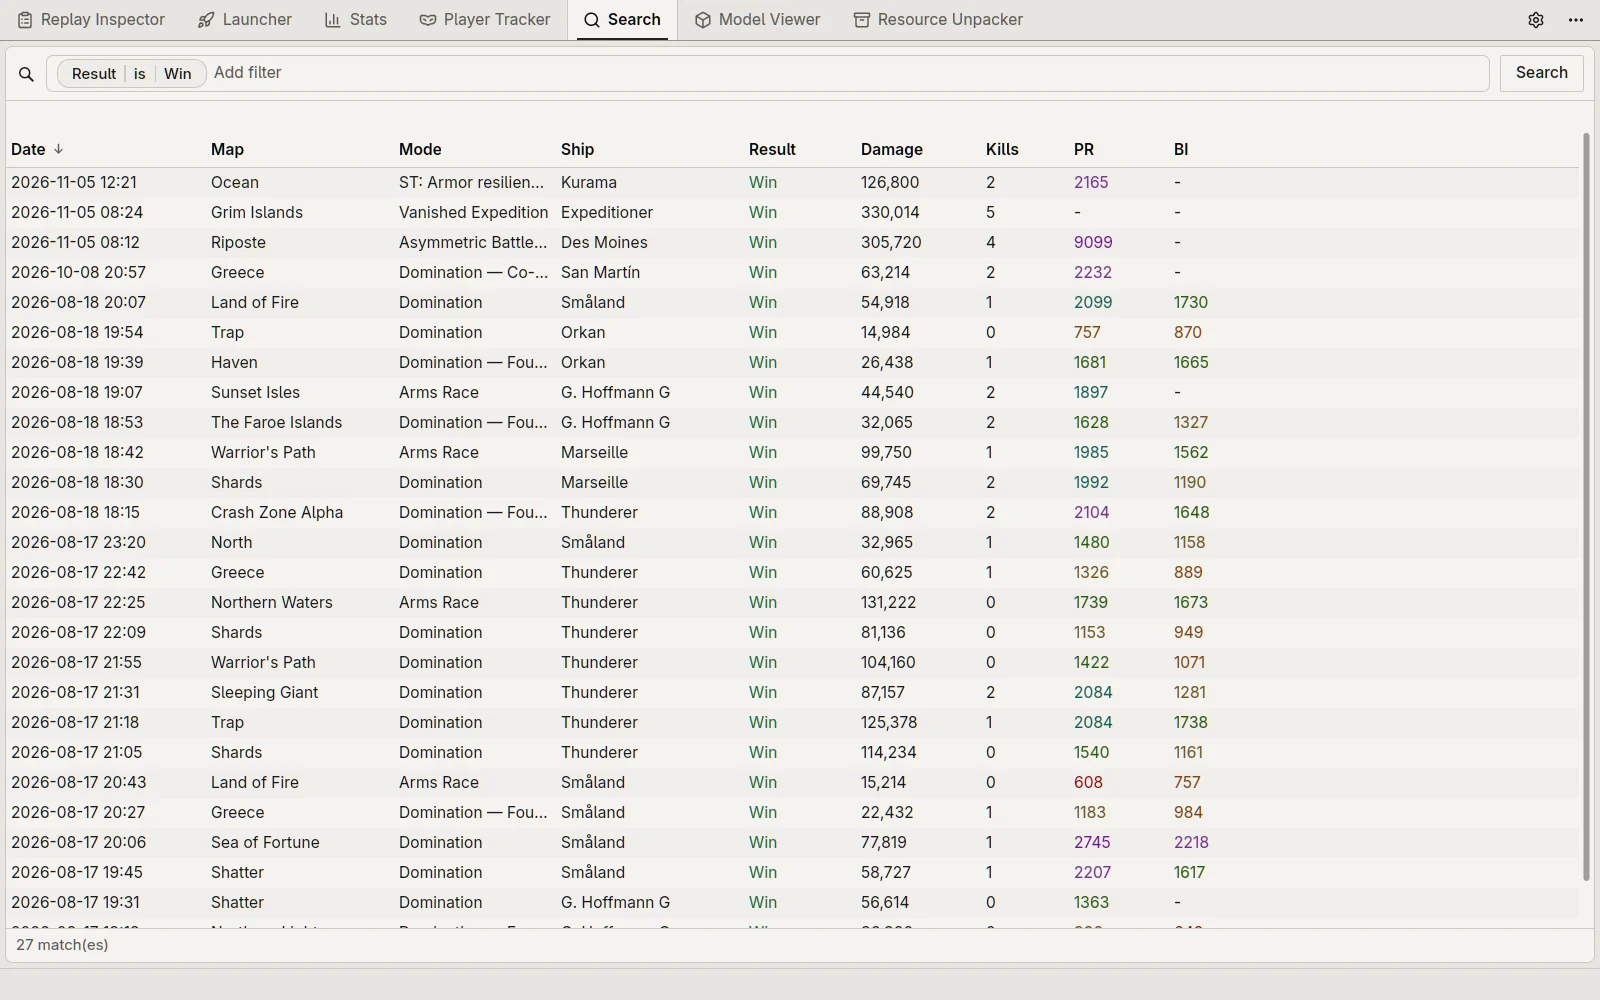 Replay Inspector Launcher Stats Player Tracker Search Model Viewer Resource Unpacker
Result is Win Add filter Search
Date Map Mode Ship Result Damage Kills PR BI
2026-11-05 12:21 Ocean ST: Armor resilien... Kurama Win 126,800 2 2165 -
2026-11-05 08:24 Grim Islands Vanished Expedition Expeditioner Win 330,014 5 - -
2026-11-05 08:12 Riposte Asymmetric Battle... Des Moines Win 305,720 4 9099 -
2026-10-08 20:57 Greece Domination — Co-... San Martín Win 63,214 2 2232 -
2026-08-18 20:07 Land of Fire Domination Småland Win 54,918 1 2099 1730
2026-08-18 19:54 Trap Domination Orkan Win 14,984 0 757 870
2026-08-18 19:39 Haven Domination — Fou... Orkan Win 26,438 1 1681 1665
2026-08-18 19:07 Sunset Isles Arms Race G. Hoffmann G Win 44,540 2 1897 -
2026-08-18 18:53 The Faroe Islands Domination — Fou... G. Hoffmann G Win 32,065 2 1628 1327
2026-08-18 18:42 Warrior's Path Arms Race Marseille Win 99,750 1 1985 1562
2026-08-18 18:30 Shards Domination Marseille Win 69,745 2 1992 1190
2026-08-18 18:15 Crash Zone Alpha Domination — Fou... Thunderer Win 88,908 2 2104 1648
2026-08-17 23:20 North Domination Småland Win 32,965 1 1480 1158
2026-08-17 22:42 Greece Domination Thunderer Win 60,625 1 1326 889
2026-08-17 22:25 Northern Waters Arms Race Thunderer Win 131,222 0 1739 1673
2026-08-17 22:09 Shards Domination Thunderer Win 81,136 0 1153 949
2026-08-17 21:55 Warrior's Path Domination Thunderer Win 104,160 0 1422 1071
2026-08-17 21:31 Sleeping Giant Domination Thunderer Win 87,157 2 2084 1281
2026-08-17 21:18 Trap Domination Thunderer Win 125,378 1 2084 1738
2026-08-17 21:05 Shards Domination Thunderer Win 114,234 0 1540 1161
2026-08-17 20:43 Land of Fire Arms Race Småland Win 15,214 0 608 757
2026-08-17 20:27 Greece Domination — Fou... Småland Win 22,432 1 1183 984
2026-08-17 20:06 Sea of Fortune Domination Småland Win 77,819 1 2745 2218
2026-08-17 19:45 Shatter Domination Småland Win 58,727 1 2207 1617
2026-08-17 19:31 Shatter Domination G. Hoffmann G Win 56,614 0 1363 -
27 match(es)